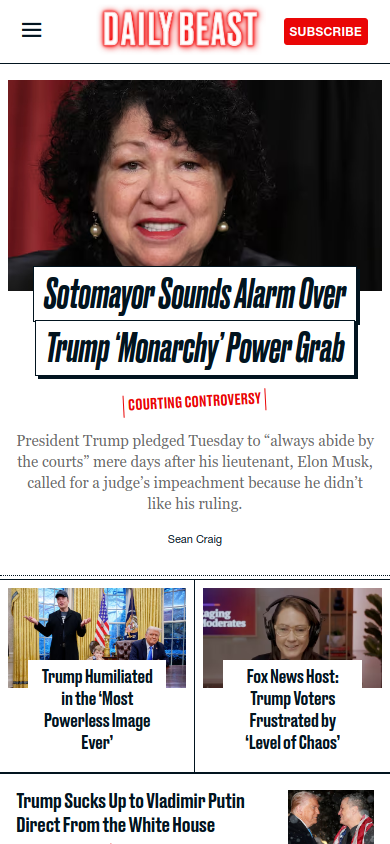 DAILY BEAST
SUBSCRIBE
Sotomayor Sounds Alarm Over
Trump ‘Monarchy’ Power Grab
COURTING CONTROVERSY
President Trump pledged Tuesday to “always abide by
the courts” mere days after his lieutenant, Elon Musk,
called for a judge’s impeachment because he didn’t
like his ruling.
Sean Craig
Trump Humiliated
in the ‘Most
Powerless Image
Ever’
aging
Moderates
Fox News Host:
Trump Voters
Frustrated by
‘Level of Chaos’
Trump Sucks Up to Vladimir Putin
Direct From the White House